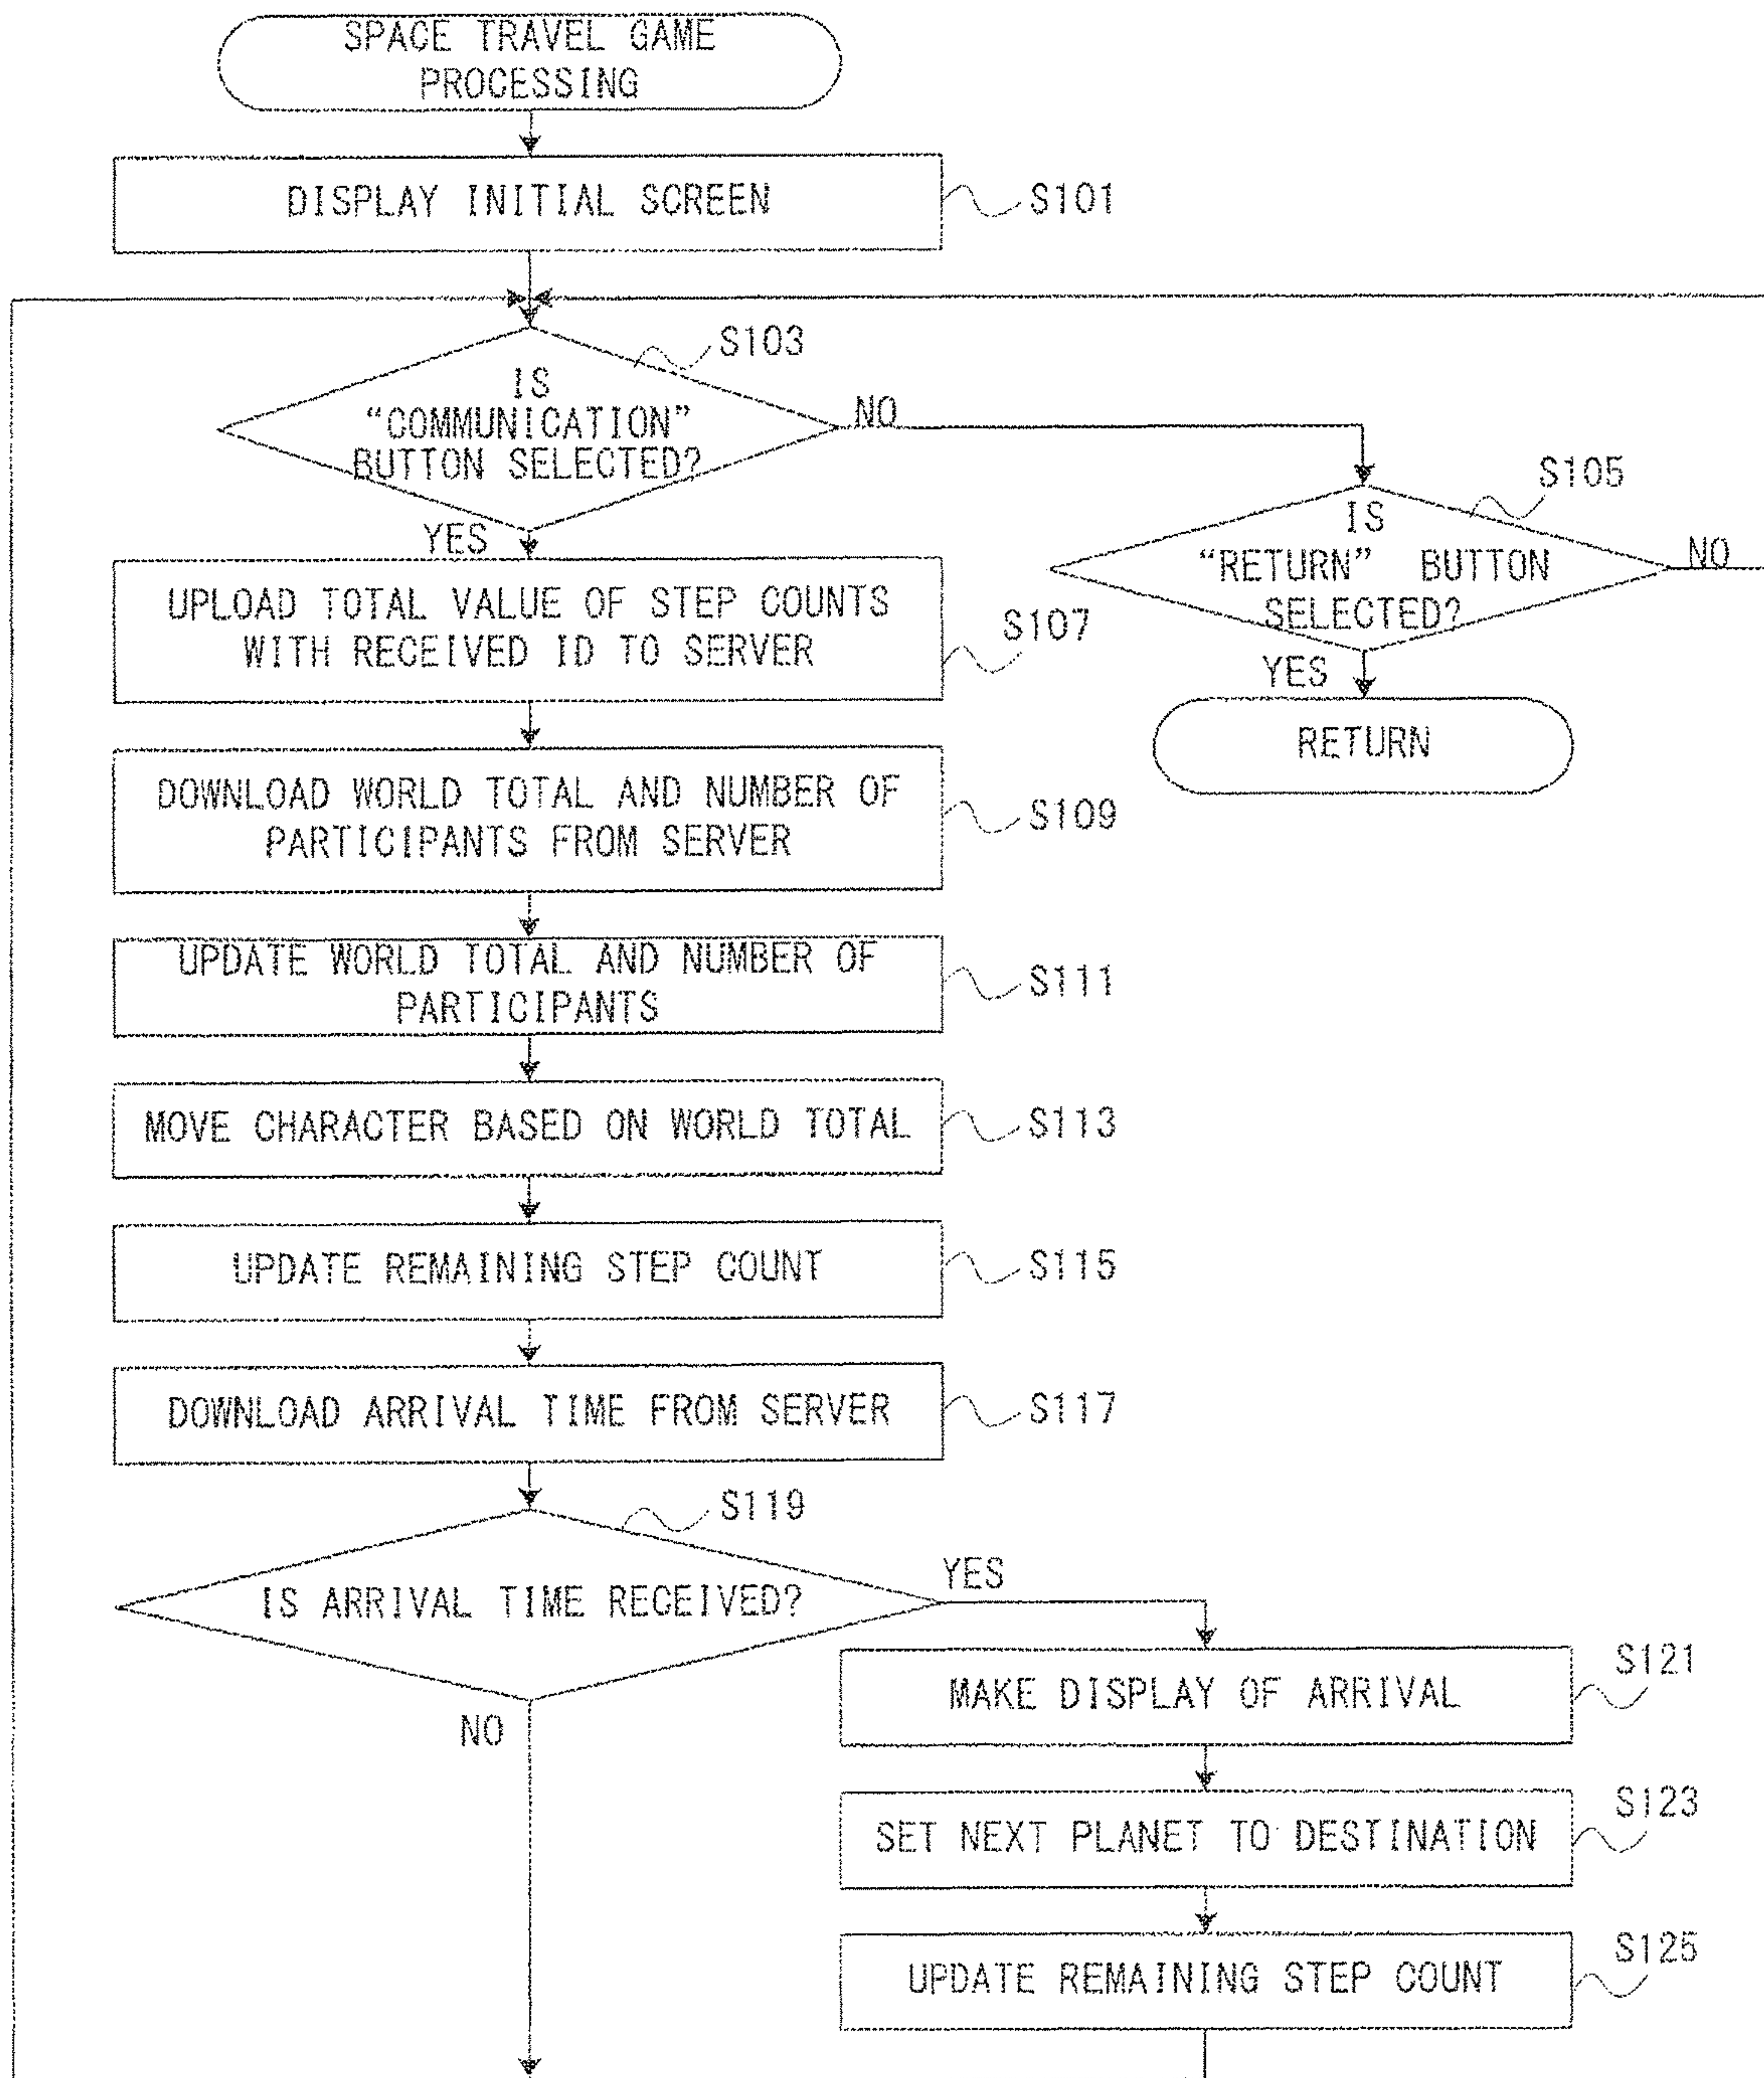 SPACE TRAVEL GAME
PROCESSING
DISPLAY INITIAL SCREEN
S101
S103
IS
“COMMUNICATION”
BUTTON SELECTED?
NO
YES
S105
IS
“RETURN” BUTTON
SELECTED?
NO
YES
RETURN
UPLOAD TOTAL VALUE OF STEP COUNTS
WITH RECEIVED ID TO SERVER
S107
DOWNLOAD WORLD TOTAL AND NUMBER OF
PARTICIPANTS FROM SERVER
S109
UPDATE WORLD TOTAL AND NUMBER OF
PARTICIPANTS
S111
MOVE CHARACTER BASED ON WORLD TOTAL
S113
UPDATE REMAINING STEP COUNT
S115
DOWNLOAD ARRIVAL TIME FROM SERVER
S117
S119
IS ARRIVAL TIME RECEIVED?
YES
NO
MAKE DISPLAY OF ARRIVAL
S121
SET NEXT PLANET TO DESTINATION
S123
UPDATE REMAINING STEP COUNT
S125